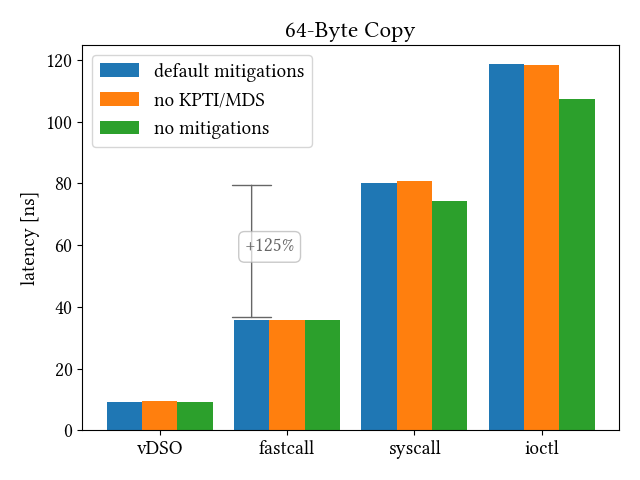 64-Byte Copy
default mitigations
no KPTI/MDS
no mitigations
120
100
80
60
40
20
0
latency [ns]
+125%
vDSO
fastcall
syscall
ioctl